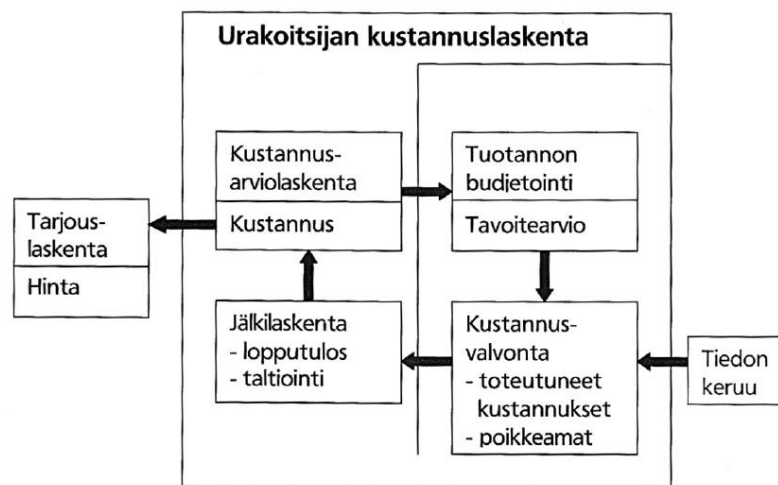 Urakoitsijan kustannuslaskenta
Kustannus-
arviolaskenta
Kustannus
Tuotannon
budjetointi
Tavoitearvio
Tarjous-
laskenta
Hinta
Jälkilaskenta
- lopputulos
- taltiointi
Kustannus-
valvonta
- toteutuneet
kustannukset
- poikkeamat
Tiedon
keruu